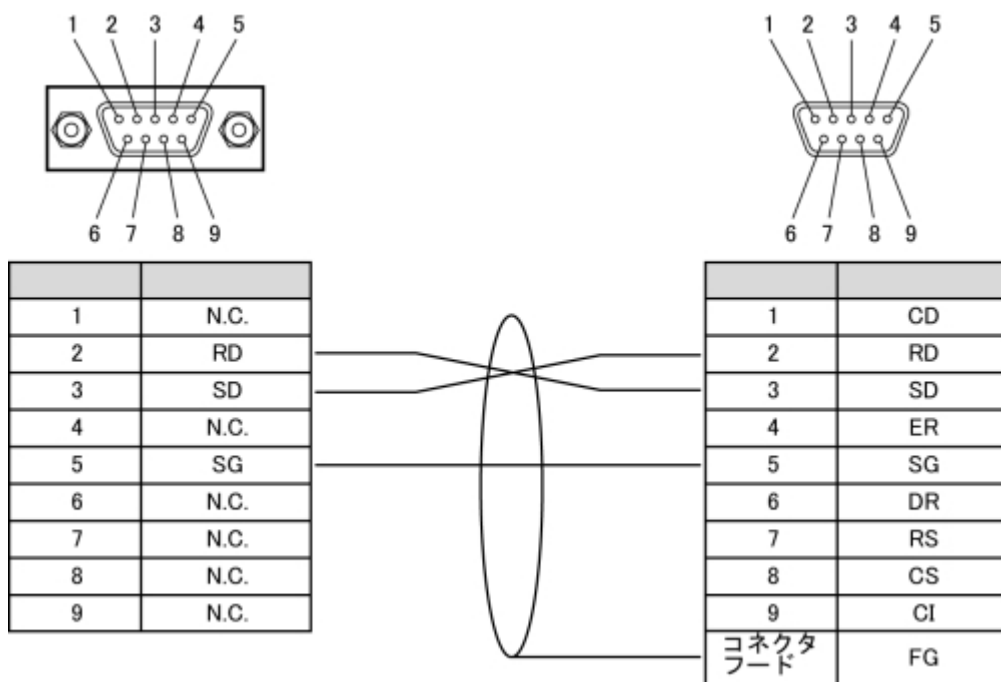 1 2 3 4 5
6 7 8 9
1 2 3 4 5
6 7 8 9
1 N.C.
2 RD
3 SD
4 N.C.
5 SG
6 N.C.
7 N.C.
8 N.C.
9 N.C.
1 CD
2 RD
3 SD
4 ER
5 SG
6 DR
7 RS
8 CS
9 CI
コネクタ
フード FG